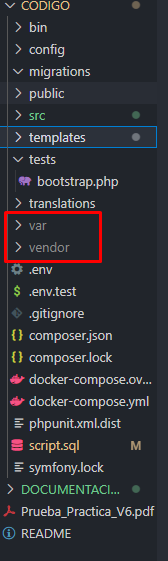 CODIGO
bin
config
migrations
public
src
templates
tests
bootstrap.php
translations
var
vendor
.env
.env.test
.gitignore
composer.json
composer.lock
docker-compose.ov...
docker-compose.yml
phpunit.xml.dist
script.sql M
symfony.lock
DOCUMENTACI...
Prueba_Practica_V6.pdf
README